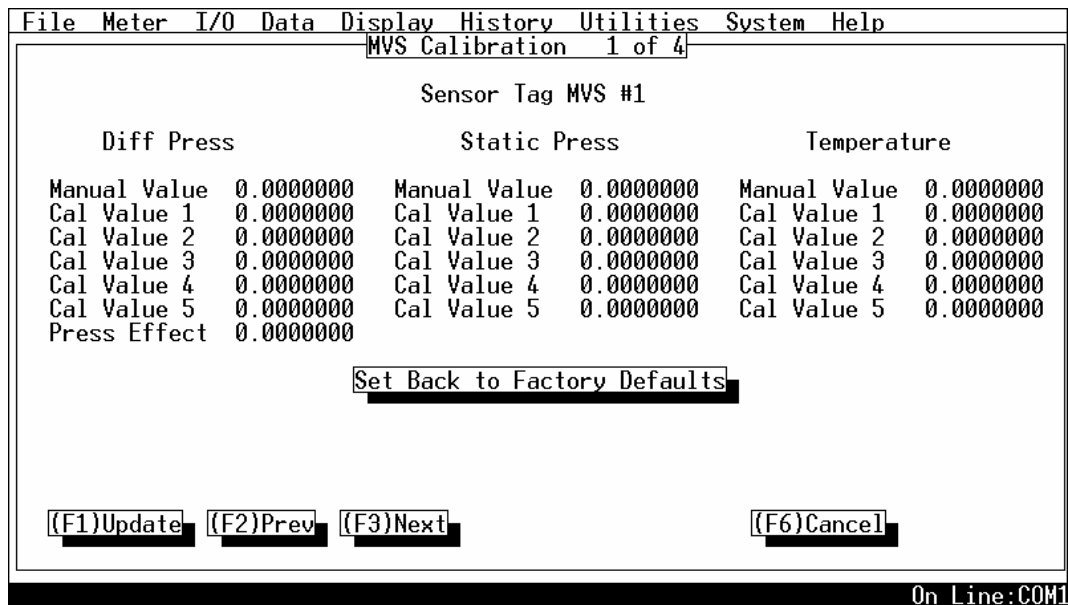 File Meter I/O Data Display History Utilities System Help
MVS Calibration 1 of 4
Sensor Tag MVS #1
Diff Press Static Press Temperature
Manual Value 0.0000000 Manual Value 0.0000000 Manual Value 0.0000000
Cal Value 1 0.0000000 Cal Value 1 0.0000000 Cal Value 1 0.0000000
Cal Value 2 0.0000000 Cal Value 2 0.0000000 Cal Value 2 0.0000000
Cal Value 3 0.0000000 Cal Value 3 0.0000000 Cal Value 3 0.0000000
Cal Value 4 0.0000000 Cal Value 4 0.0000000 Cal Value 4 0.0000000
Cal Value 5 0.0000000 Cal Value 5 0.0000000 Cal Value 5 0.0000000
Press Effect 0.0000000
Set Back to Factory Defaults
(F1)Update (F2)Prev (F3)Next (F6)Cancel
On Line:COM1